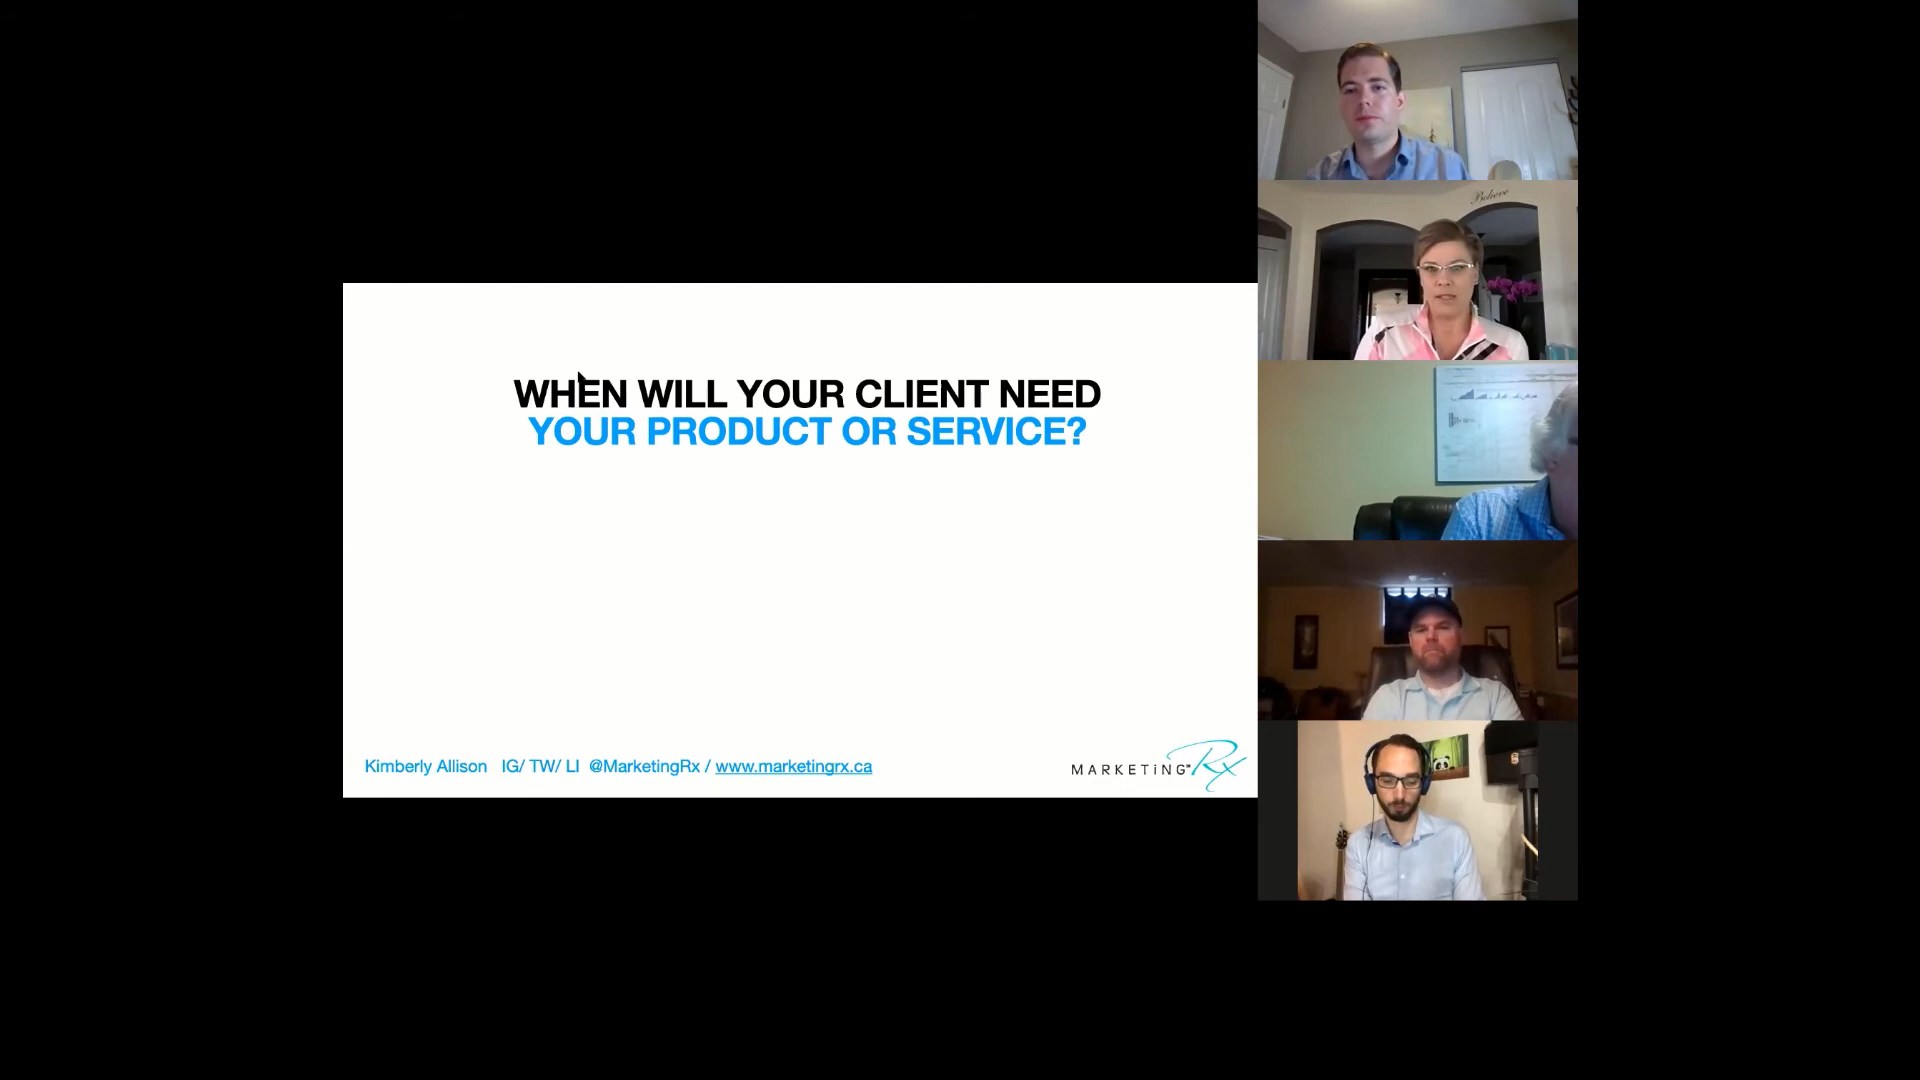 WHEN WILL YOUR CLIENT NEED
YOUR PRODUCT OR SERVICE?
Kimberly Allison IG/ TW/ LI @MarketingRx / www.marketingrx.ca
MARKETiNG Rx
Believe